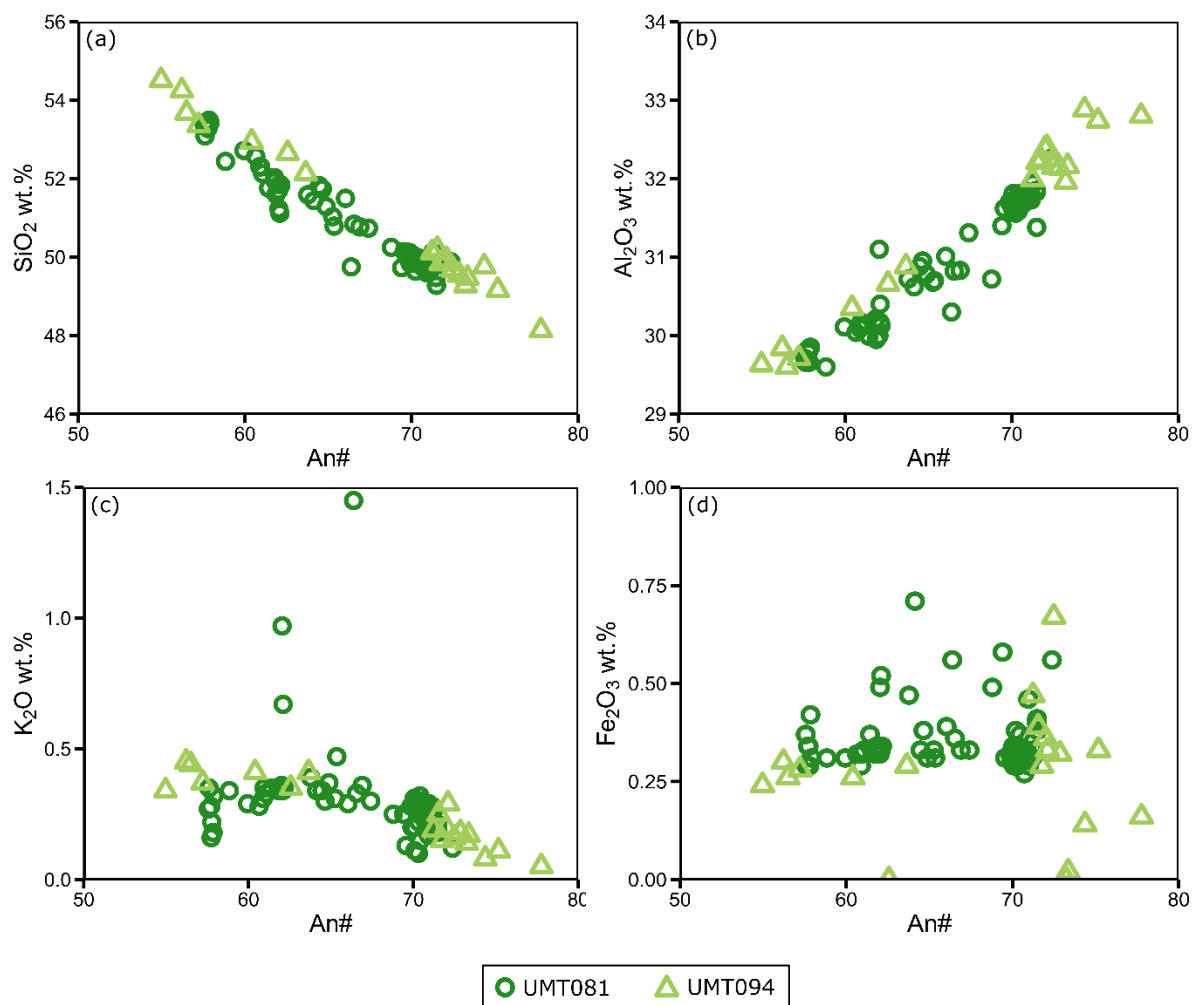 (a)
56
54
52
50
48
46
SiO₂ wt.%
50
60
70
80
An#
(b)
34
33
32
31
30
29
Al₂O₃ wt.%
50
60
70
80
An#
(c)
1.5
1.0
0.5
0.0
K₂O wt.%
50
60
70
80
An#
(d)
1.00
0.75
0.50
0.25
0.00
Fe₂O₃ wt.%
50
60
70
80
An#
UMT081 UMT094